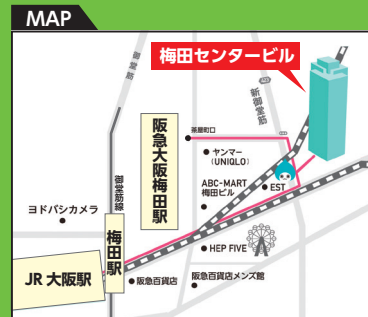 MAP
梅田センタービル
新御堂筋
茶屋町口
阪急大阪梅田駅
ヤンマー
(UNIQLO)
御堂筋線
ABC-MART
梅田ビル
EST
ヨドバシカメラ
梅田駅
HEP FIVE
JR 大阪駅
阪急百貨店
阪急百貨店メンズ館